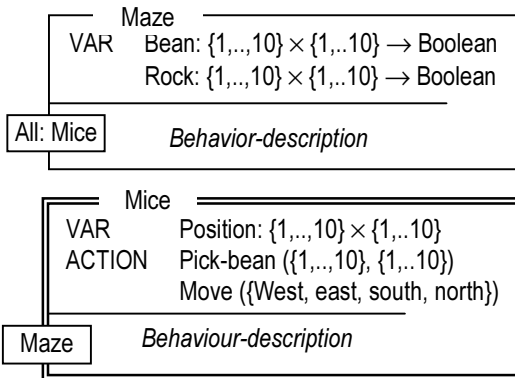 Maze
VAR Bean: {1,..,10} × {1,..10} → Boolean
Rock: {1,..,10} × {1,..10} → Boolean
All: Mice
Behavior-description
Mice
VAR Position: {1,..,10} × {1,..10}
ACTION Pick-bean ({1,..,10}, {1,..10})
Move ({West, east, south, north})
Maze
Behaviour-description